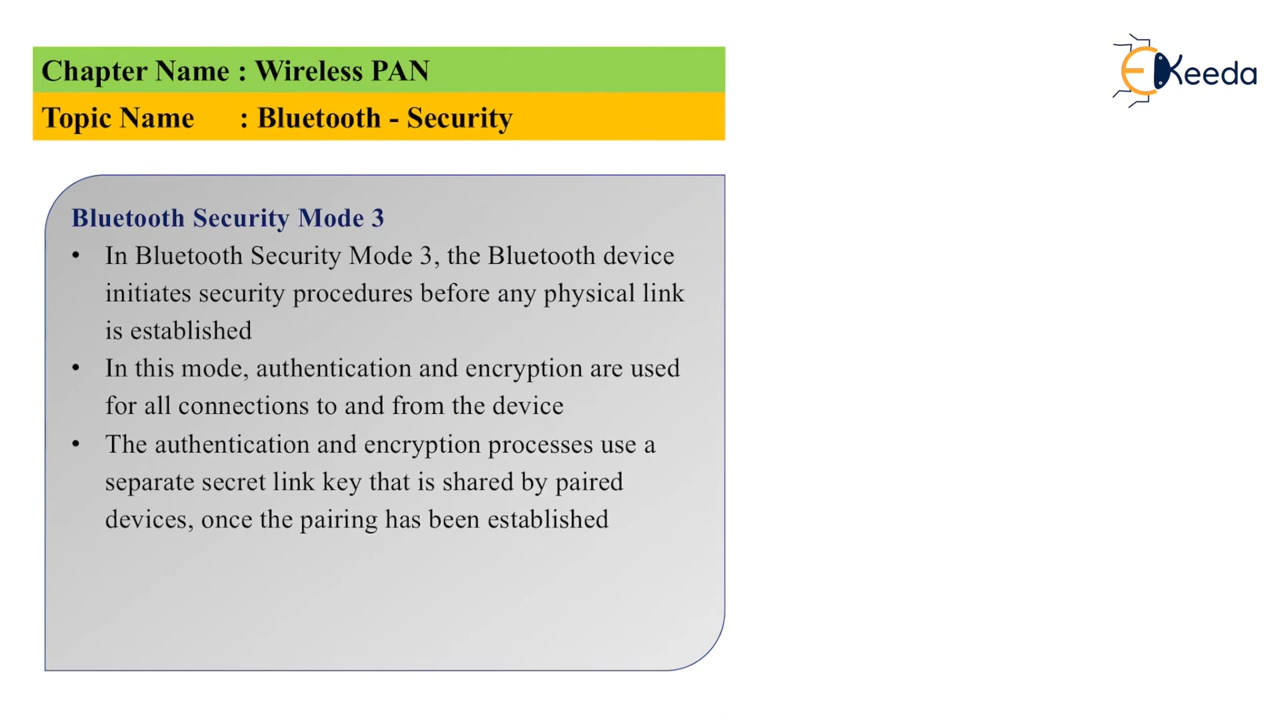 Chapter Name : Wireless PAN
Topic Name : Bluetooth - Security
EKeeda
Bluetooth Security Mode 3
• In Bluetooth Security Mode 3, the Bluetooth device
initiates security procedures before any physical link
is established
• In this mode, authentication and encryption are used
for all connections to and from the device
• The authentication and encryption processes use a
separate secret link key that is shared by paired
devices, once the pairing has been established